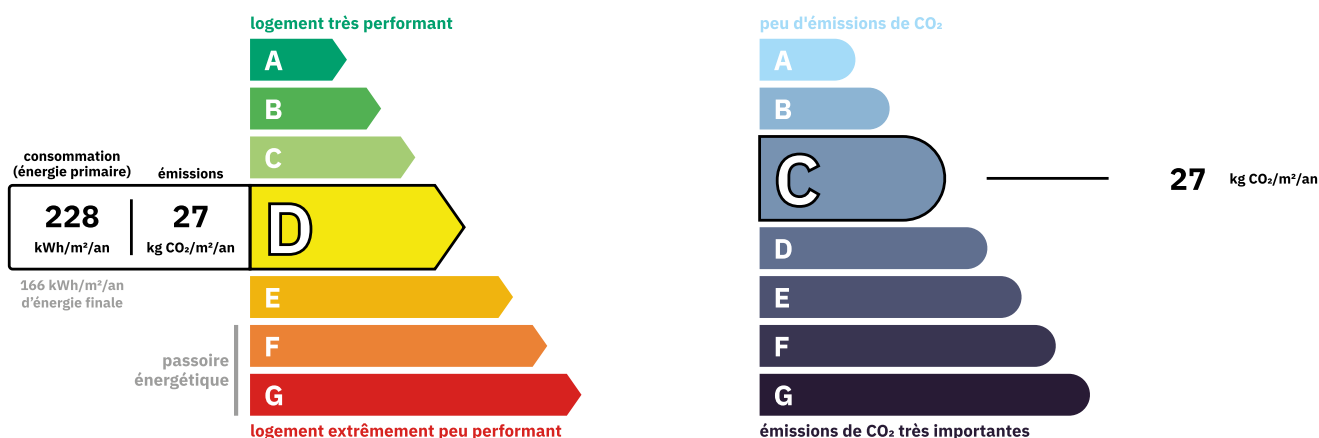 logement très performant
A
B
C
consommation
(énergie primaire)
émissions
228
kWh/m²/an
27
kg CO₂/m²/an
D
166 kWh/m²/an
d’énergie finale
E
passoire
énergétique
F
G
logement extrêmement peu performant
peu d'émissions de CO₂
A
B
C
27 kg CO₂/m²/an
D
E
F
G
émissions de CO₂ très importantes